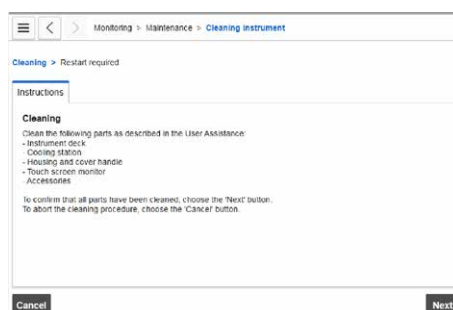 Monitoring > Maintenance > Cleaning instrument
Cleaning > Restart required
Instructions
Cleaning
Clean the following parts as described in the User Assistance:
- Instrument deck
- Cooling station
- Housing and cover handle
- Touch screen monitor
- Accessories
To confirm that all parts have been cleaned, choose the 'Next' button.
To abort the cleaning procedure, choose the 'Cancel' button.
Cancel
Next